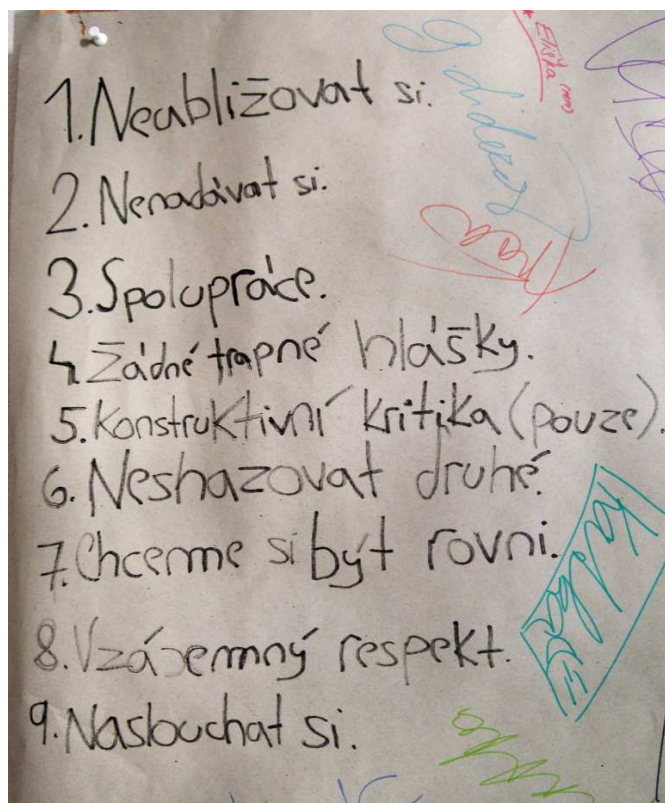 1. Neabližovat si.
2. Nenadávat si.
3. Spolupráce.
4. Žádné trapné hlášky.
5. Konstruktivní kritika (pouze).
6. Neshazovat druhé.
7. Chceme si být rovni.
8. Vzájemný respekt.
9. Naslouchat si.